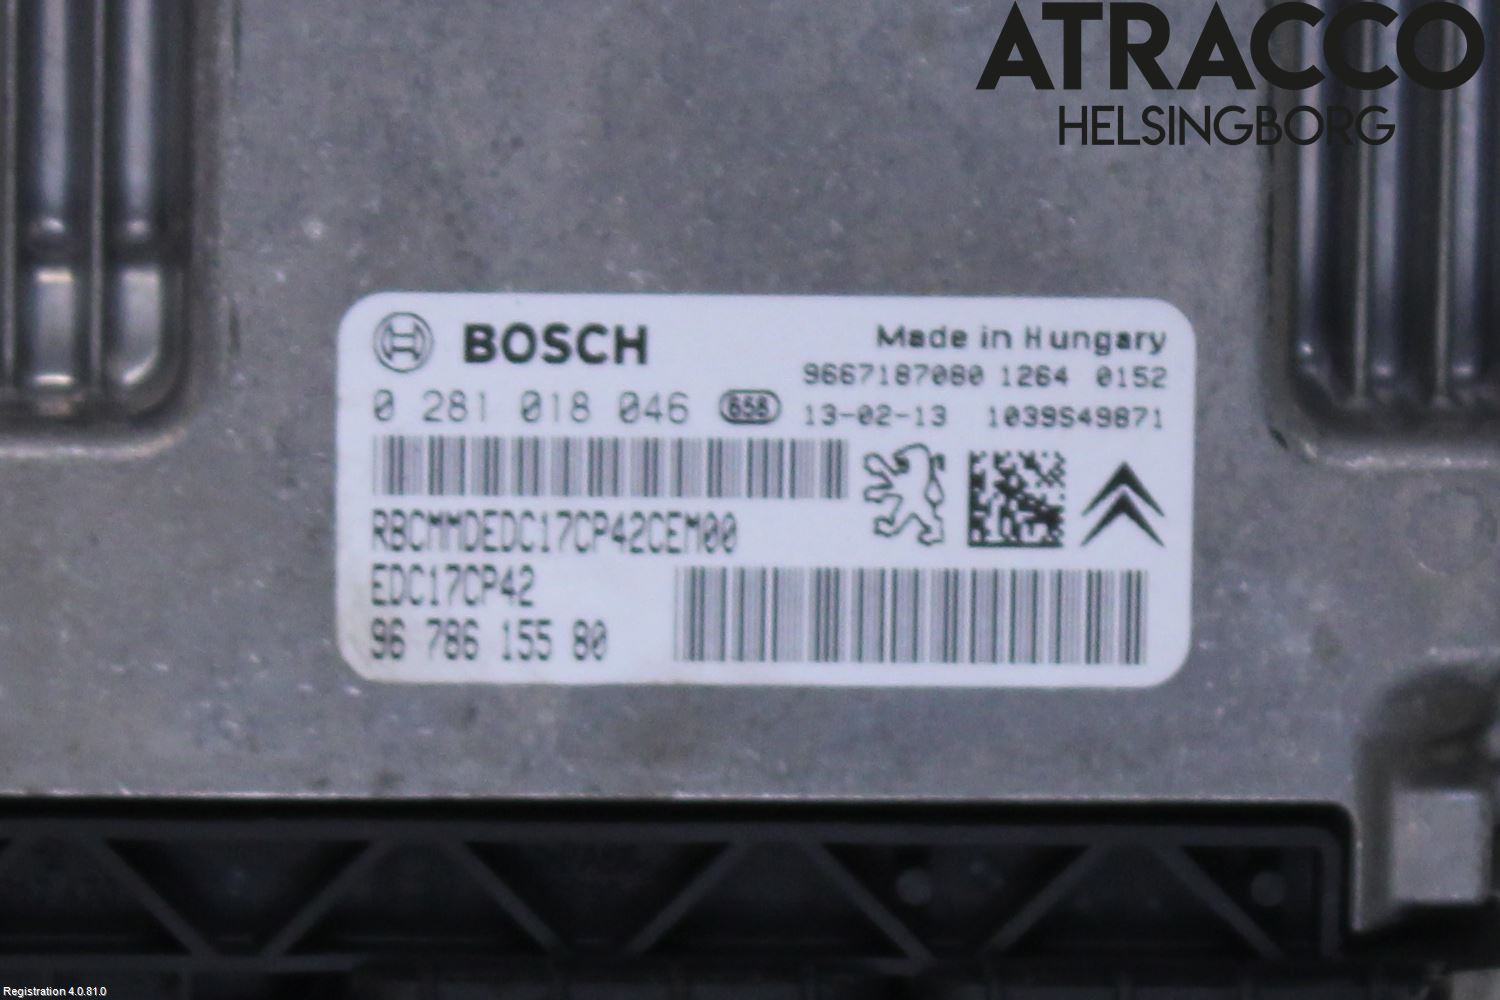 ATRACCO
HELSINGBORG
BOSCH
Made in Hungary
9667187080 1264 0152
0 281 018 046 658 13-02-13 1039S49871
RBCMMDEDC17CP42CEM00
EDC17CP42
96 786 155 80
Registration 4.0.81.0